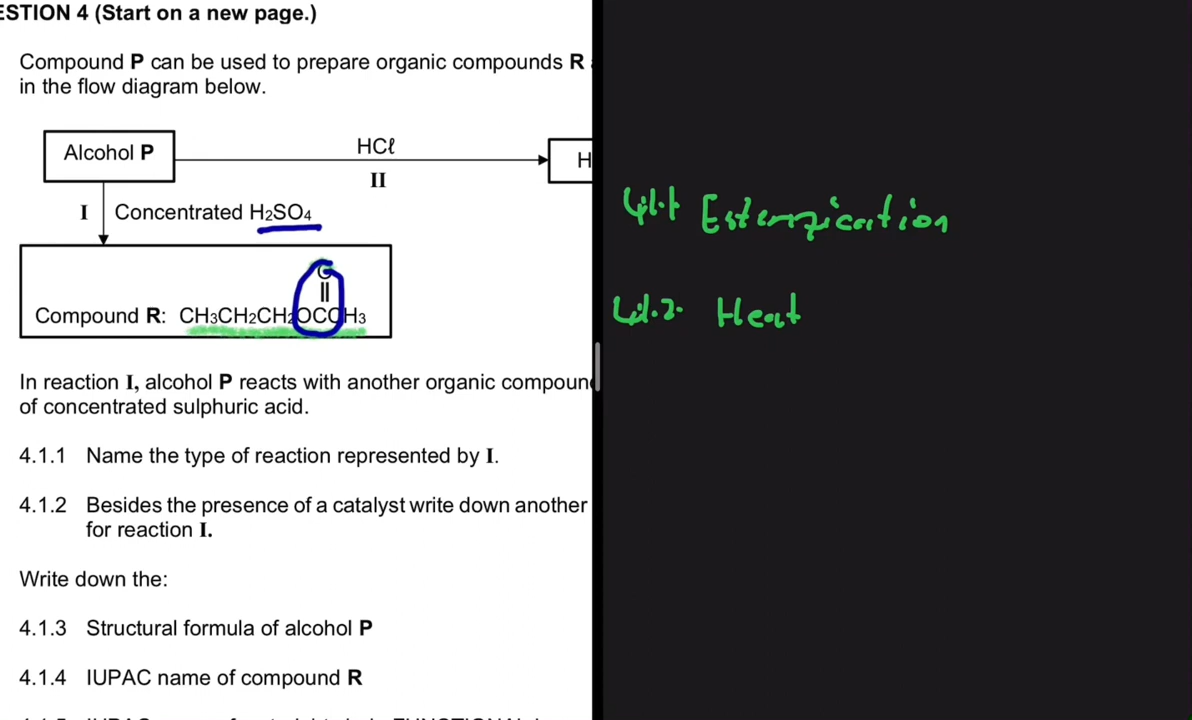 ESTION 4 (Start on a new page.)
Compound P can be used to prepare organic compounds R
in the flow diagram below.
Alcohol P
HCℓ
II
H
I Concentrated H₂SO₄
O
||
Compound R: CH₃CH₂CH₂OCCH₃
In reaction I, alcohol P reacts with another organic compoun
of concentrated sulphuric acid.
4.1.1 Name the type of reaction represented by I.
4.1.2 Besides the presence of a catalyst write down another
for reaction I.
Write down the:
4.1.3 Structural formula of alcohol P
4.1.4 IUPAC name of compound R
4.1.1 Esterification
4.1.2. Heat